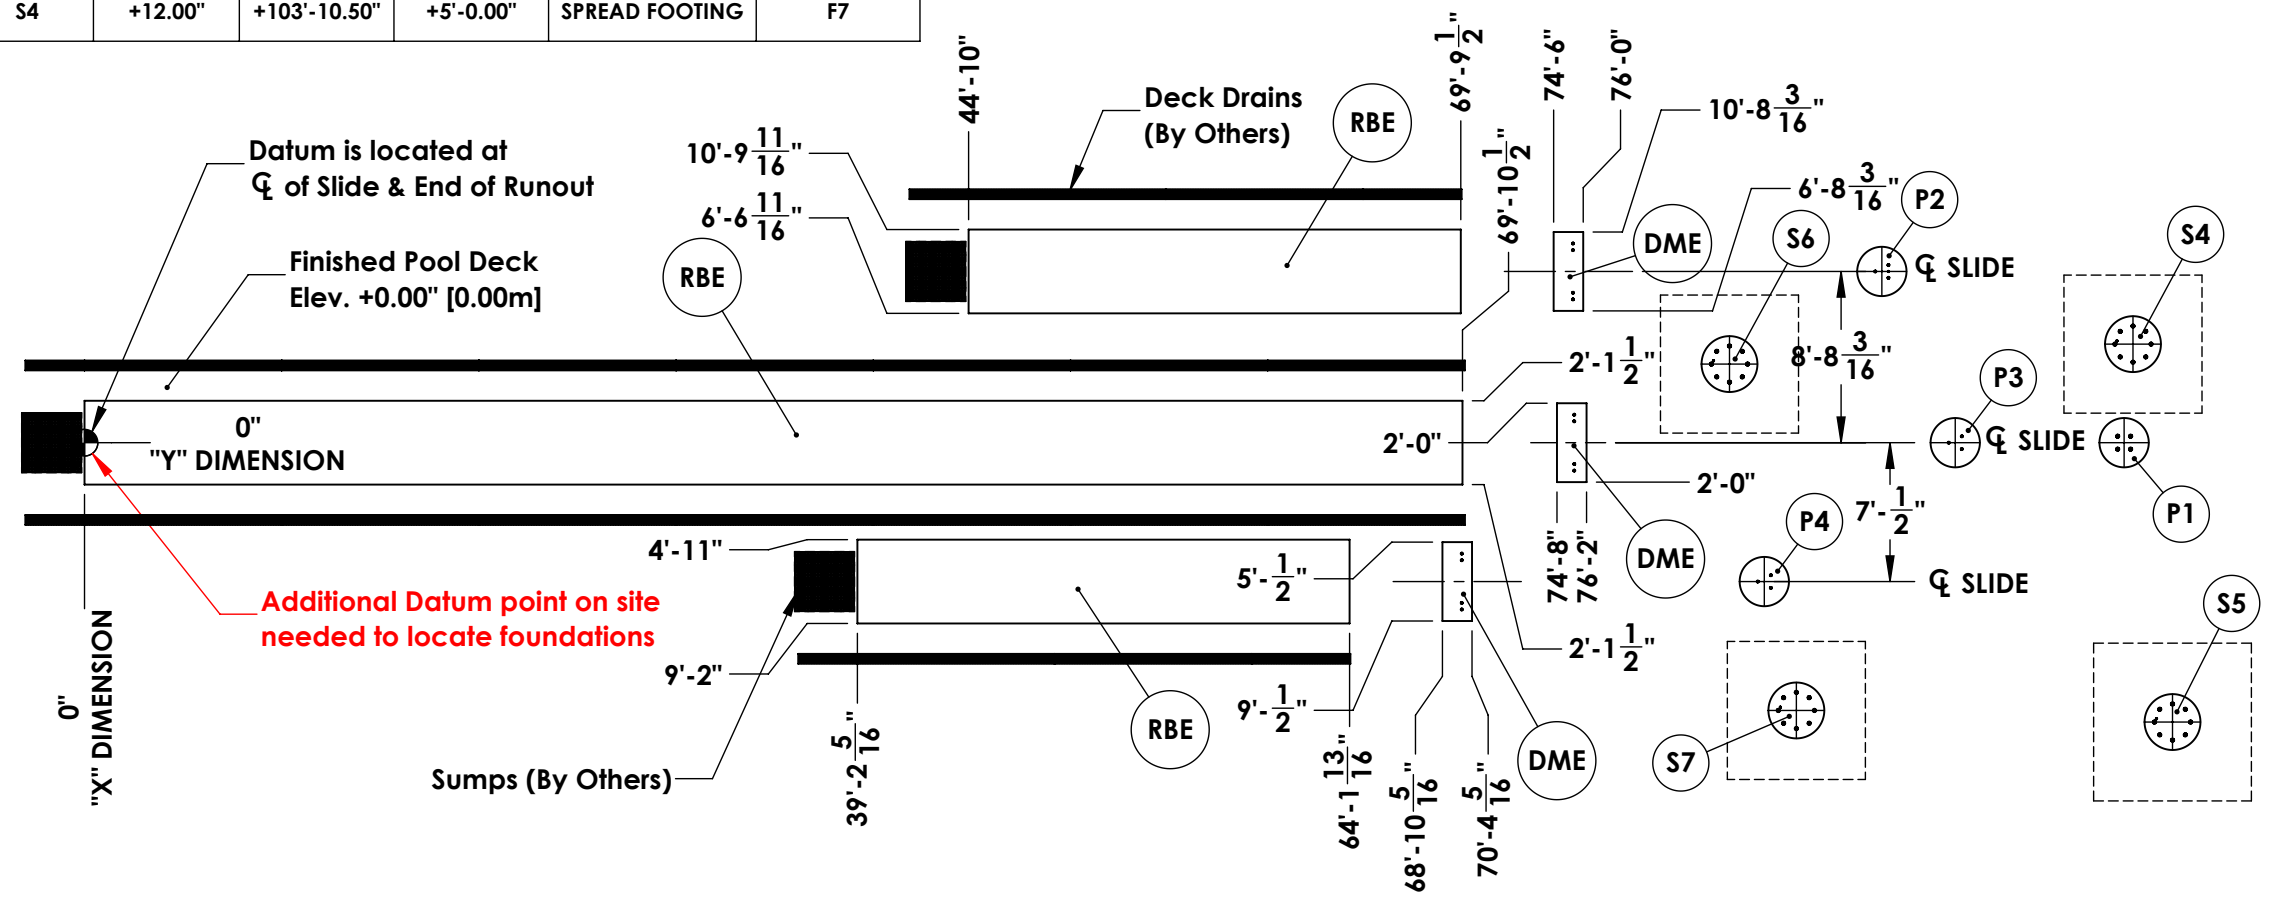 S4 +12.00" +103'-10.50" +5'-0.00" SPREAD FOOTING F7
44'-10"
69'-9 1/2"
74'-6"
76'-0"
Deck Drains
(By Others)
RBE
10'-8 3/16"
Datum is located at
℄ of Slide & End of Runout
10'-9 11/16"
6'-6 11/16"
69'-10 1/2"
6'-8 3/16"
P2
DME
S6
S4
Finished Pool Deck
Elev. +0.00" [0.00m]
RBE
℄ SLIDE
2'-1 1/2"
8'-8 3/16"
P3
0"
"Y" DIMENSION
2'-0"
℄ SLIDE
2'-0"
P1
4'-11"
5'-1/2"
74'-8"
76'-2"
DME
P4
7'-1/2"
℄ SLIDE
Additional Datum point on site
needed to locate foundations
0"
"X" DIMENSION
9'-2"
2'-1 1/2"
S5
9'-1/2"
RBE
S7
DME
Sumps (By Others)
39'-2 5/16"
64'-1 13/16"
68'-10 5/16"
70'-4 5/16"